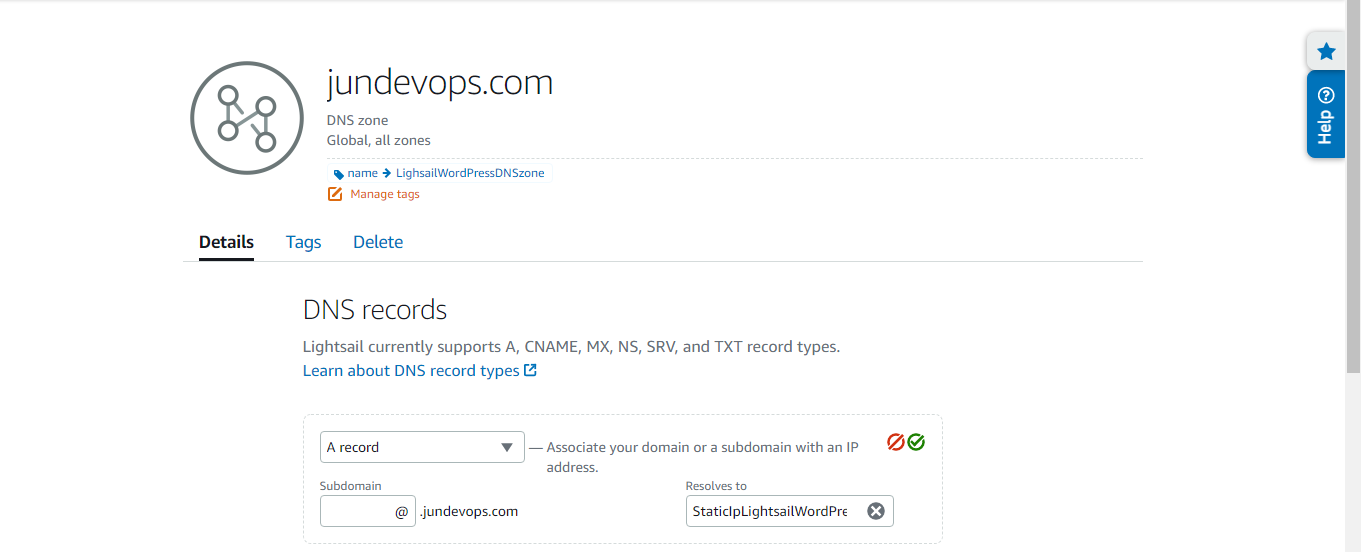 jundevops.com
DNS zone
Global, all zones
name → LighsailWordPressDNSzone
Manage tags
Help
Details Tags Delete
DNS records
Lightsail currently supports A, CNAME, MX, NS, SRV, and TXT record types.
Learn about DNS record types
A record — Associate your domain or a subdomain with an IP
address.
Subdomain Resolves to
@ .jundevops.com StaticIpLightsailWordPre